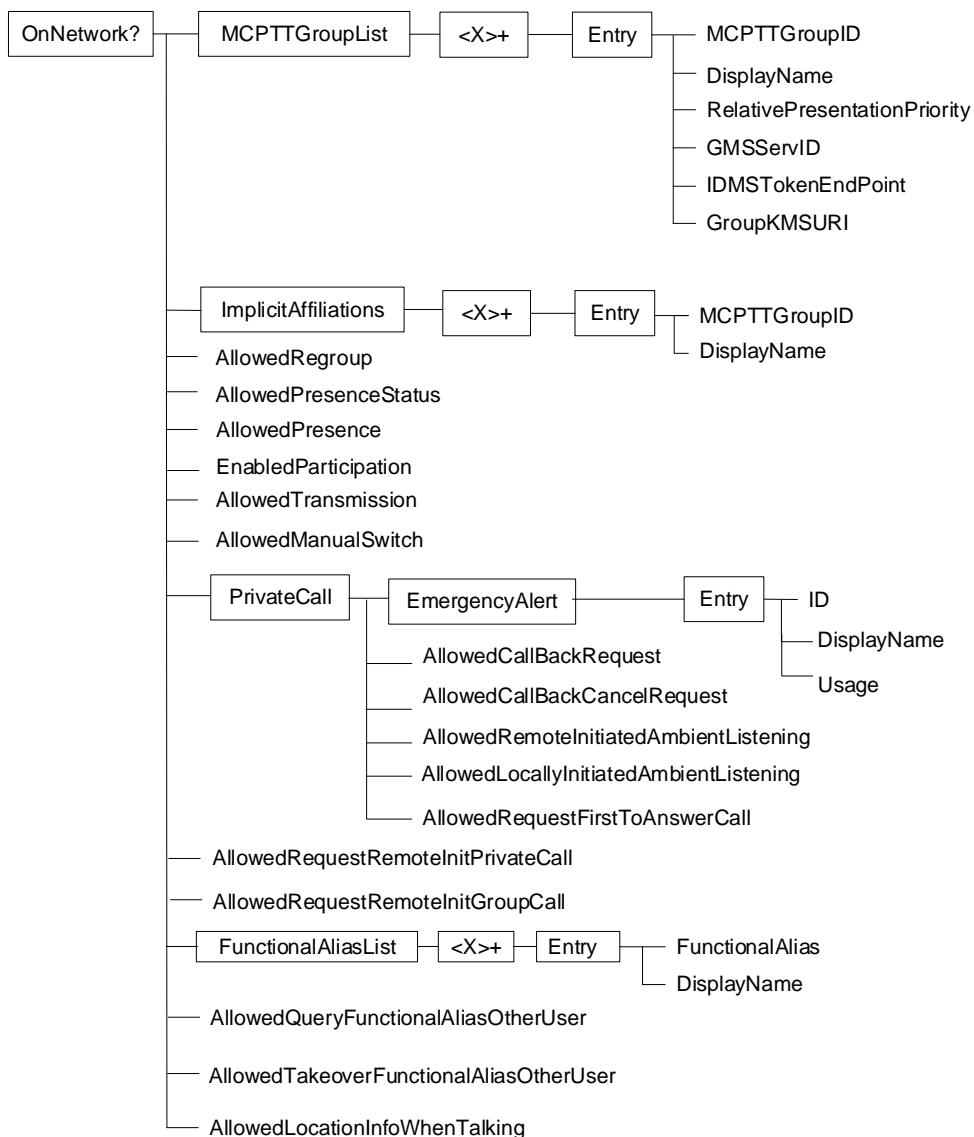 OnNetwork?
MCPTTGroupList
<X>+
Entry
MCPTTGroupID
DisplayName
RelativePresentationPriority
GMSServID
IDMSTokenEndPoint
GroupKMSURI
ImplicitAffiliations
<X>+
Entry
MCPTTGroupID
DisplayName
AllowedRegroup
AllowedPresenceStatus
AllowedPresence
EnabledParticipation
AllowedTransmission
AllowedManualSwitch
PrivateCall
EmergencyAlert
Entry
ID
DisplayName
Usage
AllowedCallBackRequest
AllowedCallBackCancelRequest
AllowedRemoteInitiatedAmbientListening
AllowedLocallyInitiatedAmbientListening
AllowedRequestFirstToAnswerCall
AllowedRequestRemoteInitPrivateCall
AllowedRequestRemoteInitGroupCall
FunctionalAliasList
<X>+
Entry
FunctionalAlias
DisplayName
AllowedQueryFunctionalAliasOtherUser
AllowedTakeoverFunctionalAliasOtherUser
AllowedLocationInfoWhenTalking